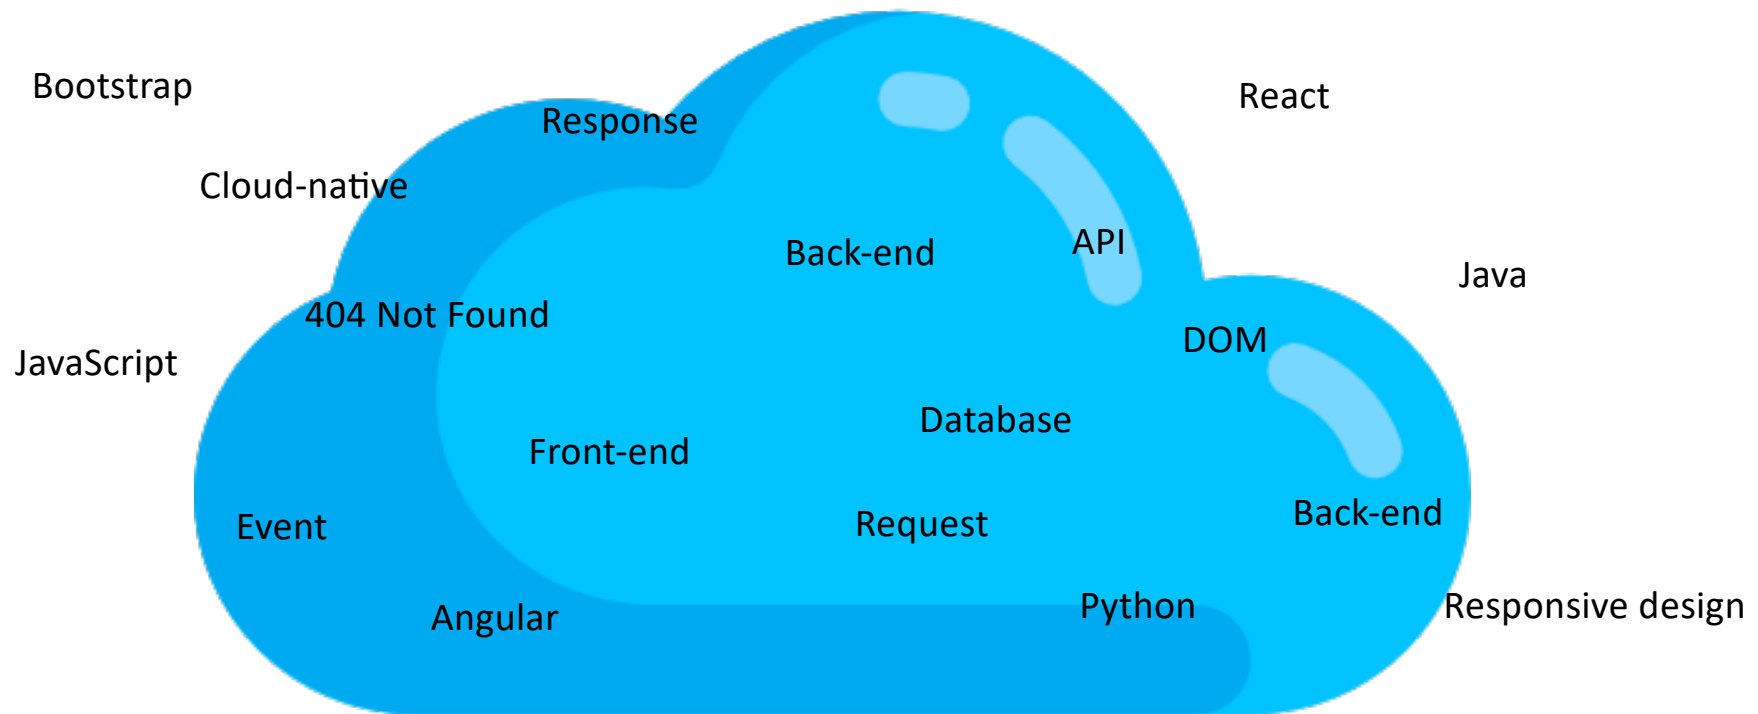 Bootstrap
React
Response
Cloud-native
API
Back-end
Java
404 Not Found
DOM
JavaScript
Database
Front-end
Back-end
Request
Event
Python
Responsive design
Angular